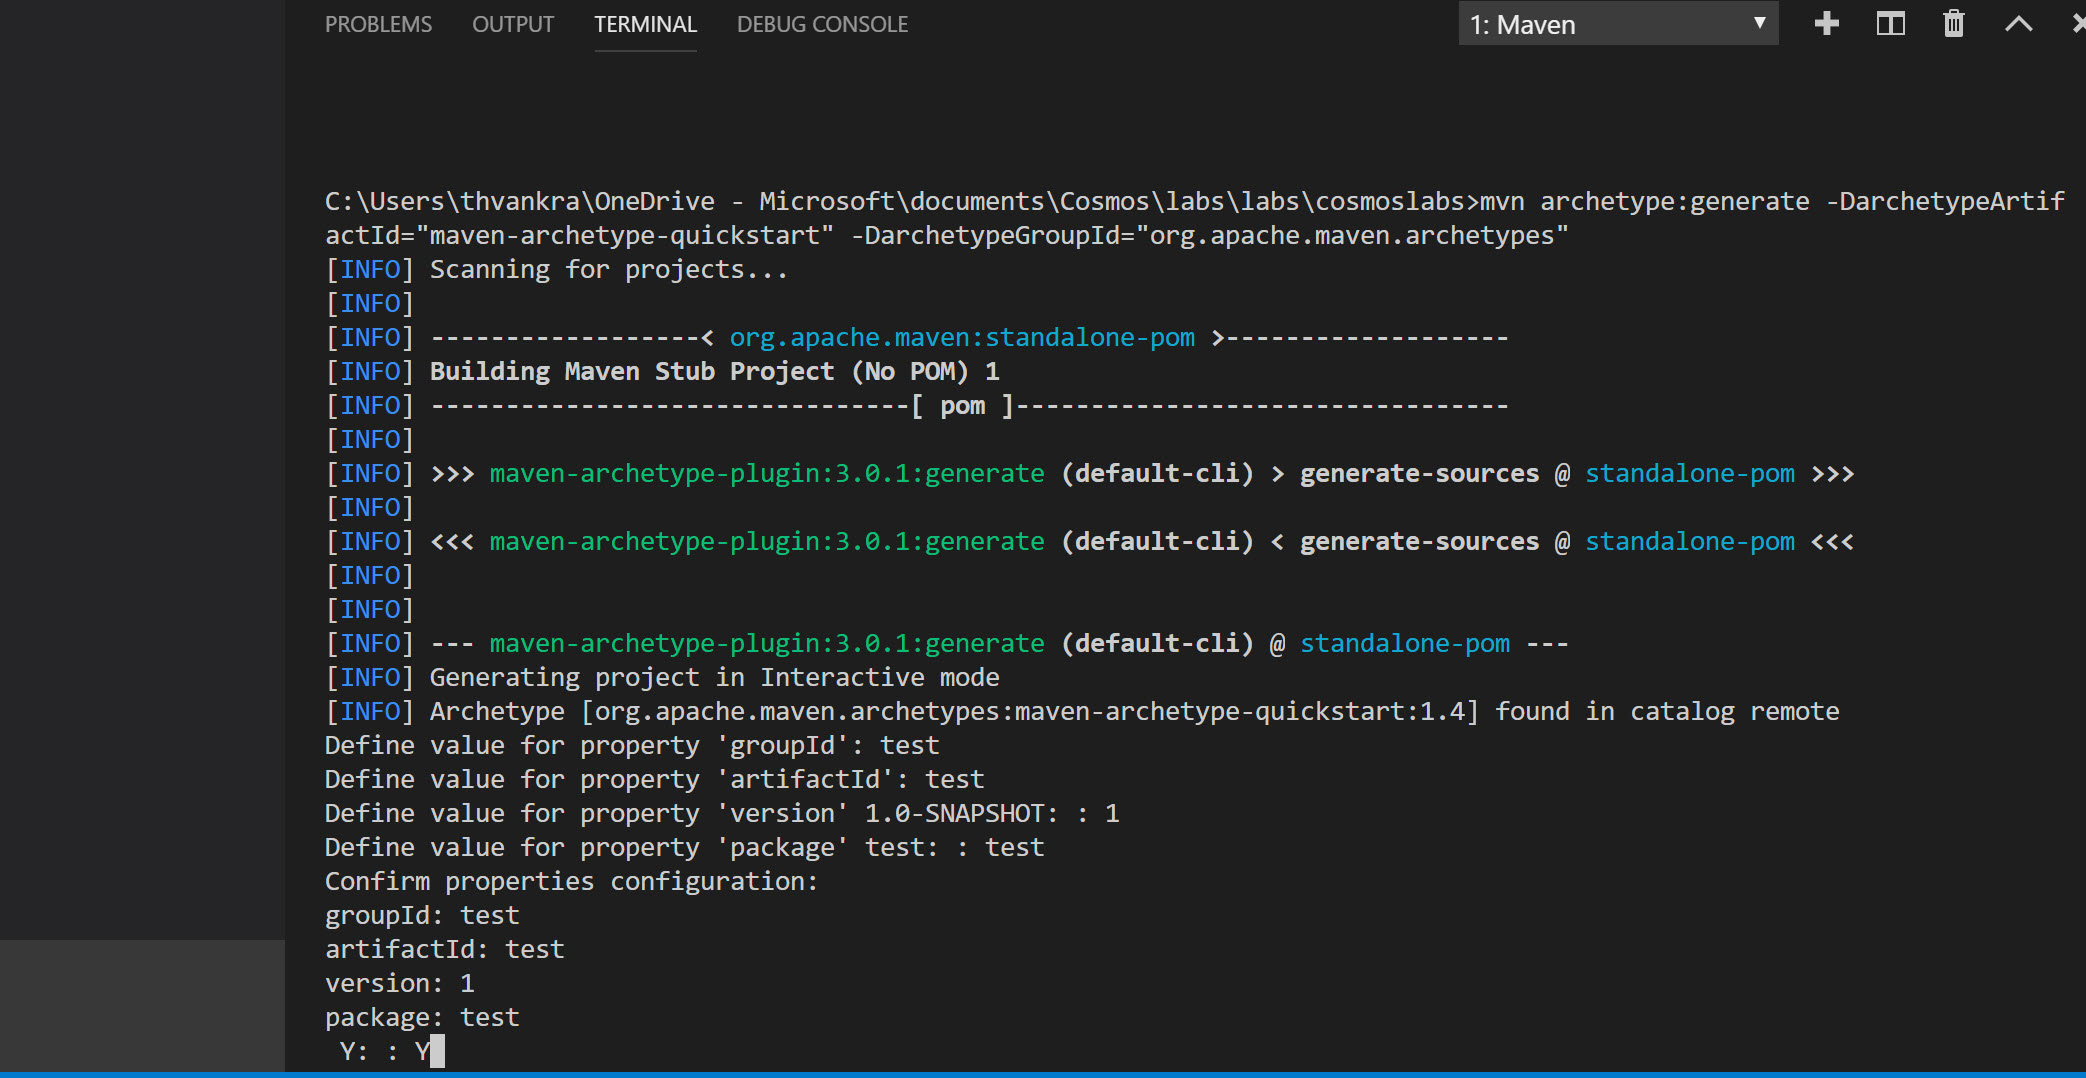 PROBLEMS OUTPUT TERMINAL DEBUG CONSOLE 1: Maven
C:\Users\thvankra\OneDrive - Microsoft\documents\Cosmos\labs\labs\cosmoslabs>mvn archetype:generate -DarchetypeArtif
actId="maven-archetype-quickstart" -DarchetypeGroupId="org.apache.maven.archetypes"
[INFO] Scanning for projects...
[INFO]
[INFO] ------------------< org.apache.maven:standalone-pom >-------------------
[INFO] Building Maven Stub Project (No POM) 1
[INFO] --------------------------------[ pom ]---------------------------------
[INFO]
[INFO] >>> maven-archetype-plugin:3.0.1:generate (default-cli) > generate-sources @ standalone-pom >>>
[INFO]
[INFO] <<< maven-archetype-plugin:3.0.1:generate (default-cli) < generate-sources @ standalone-pom <<<
[INFO]
[INFO]
[INFO] --- maven-archetype-plugin:3.0.1:generate (default-cli) @ standalone-pom ---
[INFO] Generating project in Interactive mode
[INFO] Archetype [org.apache.maven.archetypes:maven-archetype-quickstart:1.4] found in catalog remote
Define value for property 'groupId': test
Define value for property 'artifactId': test
Define value for property 'version' 1.0-SNAPSHOT: : 1
Define value for property 'package' test: : test
Confirm properties configuration:
groupId: test
artifactId: test
version: 1
package: test
 Y: : Y